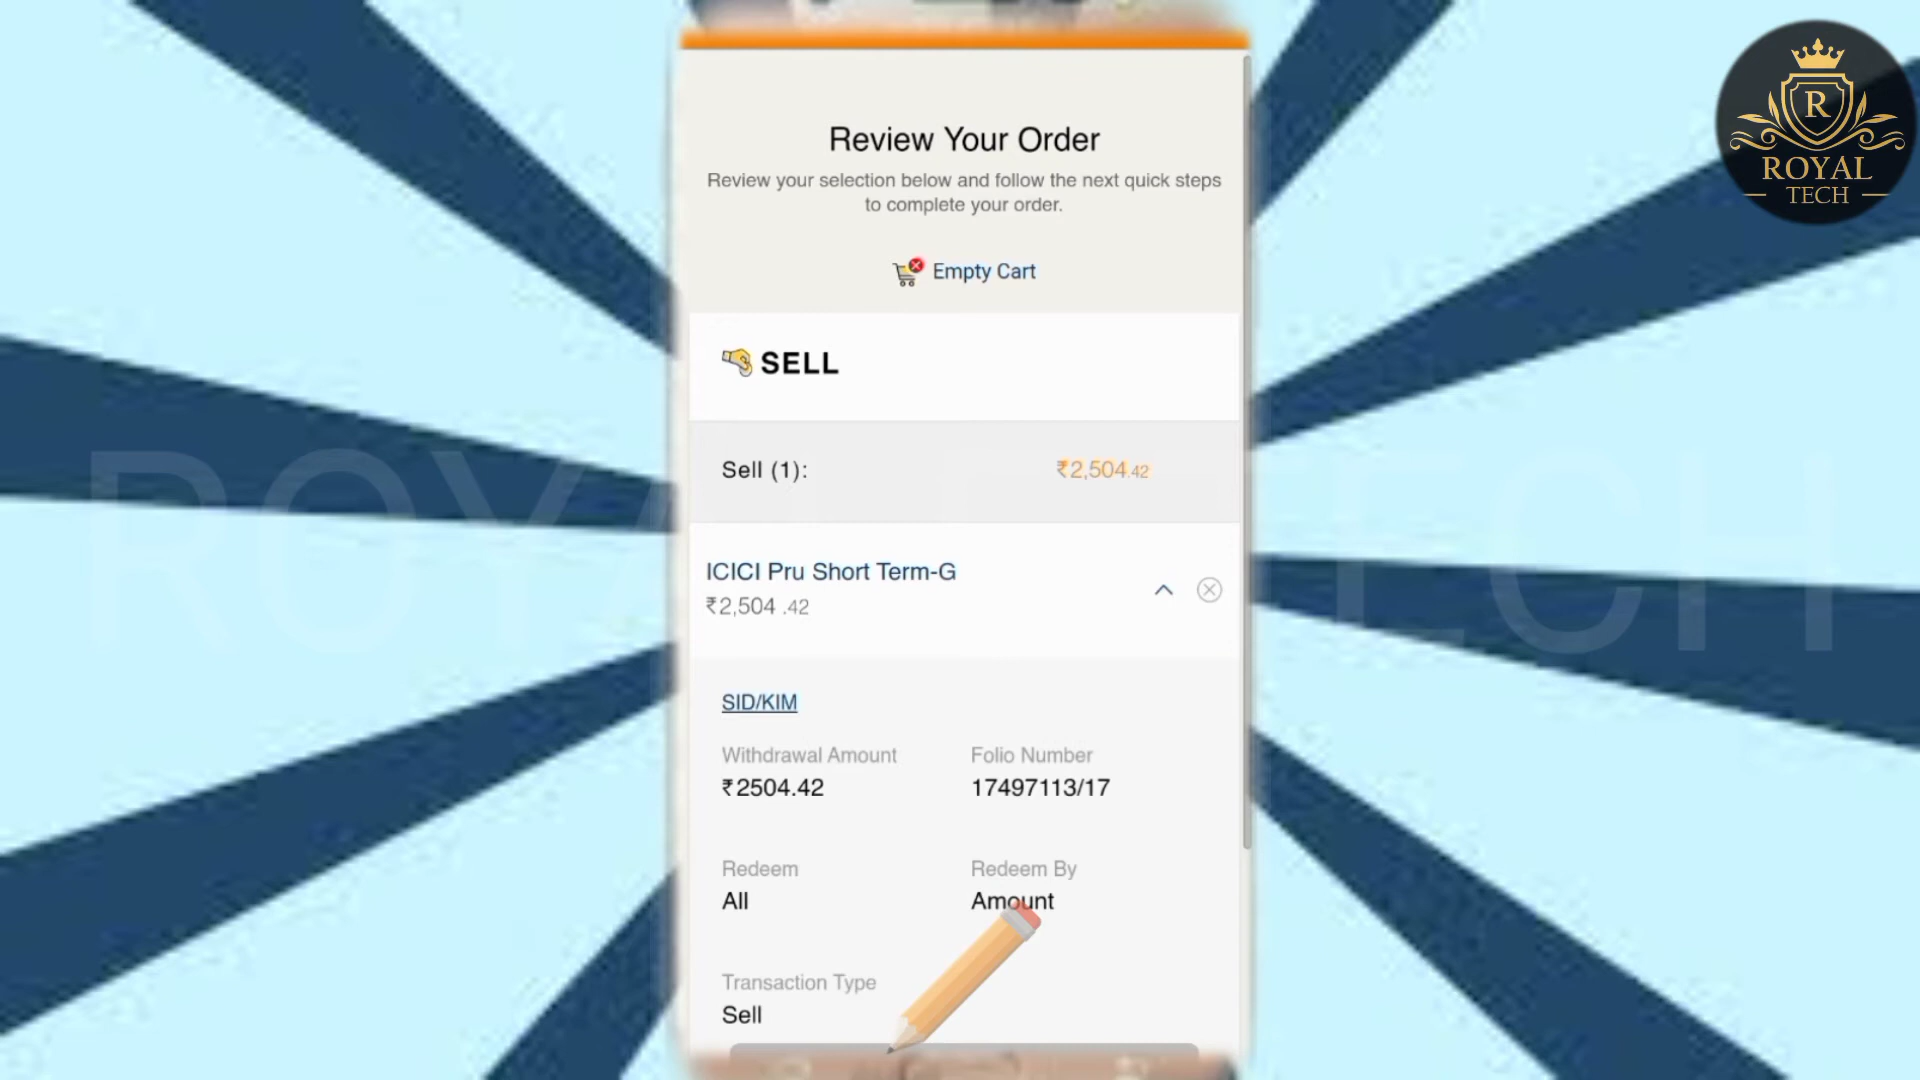 Review Your Order
Review your selection below and follow the next quick steps
to complete your order.
Empty Cart
SELL
Sell (1):
₹2,504.42
ICICI Pru Short Term-G
₹2,504 .42
SID/KIM
Withdrawal Amount
Folio Number
₹2504.42
17497113/17
Redeem
Redeem By
All
Amount
Transaction Type
Sell
R
ROYAL
TECH
ROYAL TECH